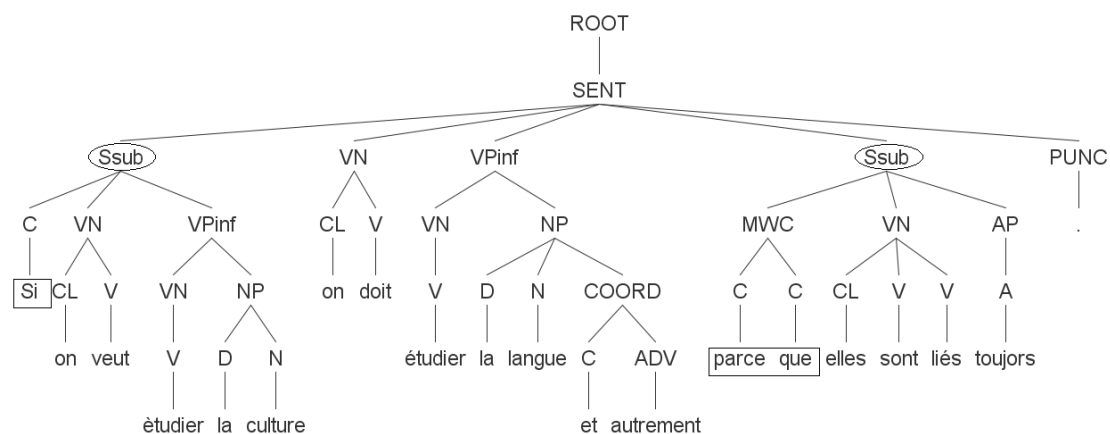 ROOT
SENT
Ssub VN VPinf Ssub PUNC
C VN VPinf CL V VN NP MWC VN AP .
Si CL V VN NP on doit V D N COORD C C CL V V A
on veut V D N étudier la langue C ADV parce que elles sont liés toujors
ètudier la culture et autrement